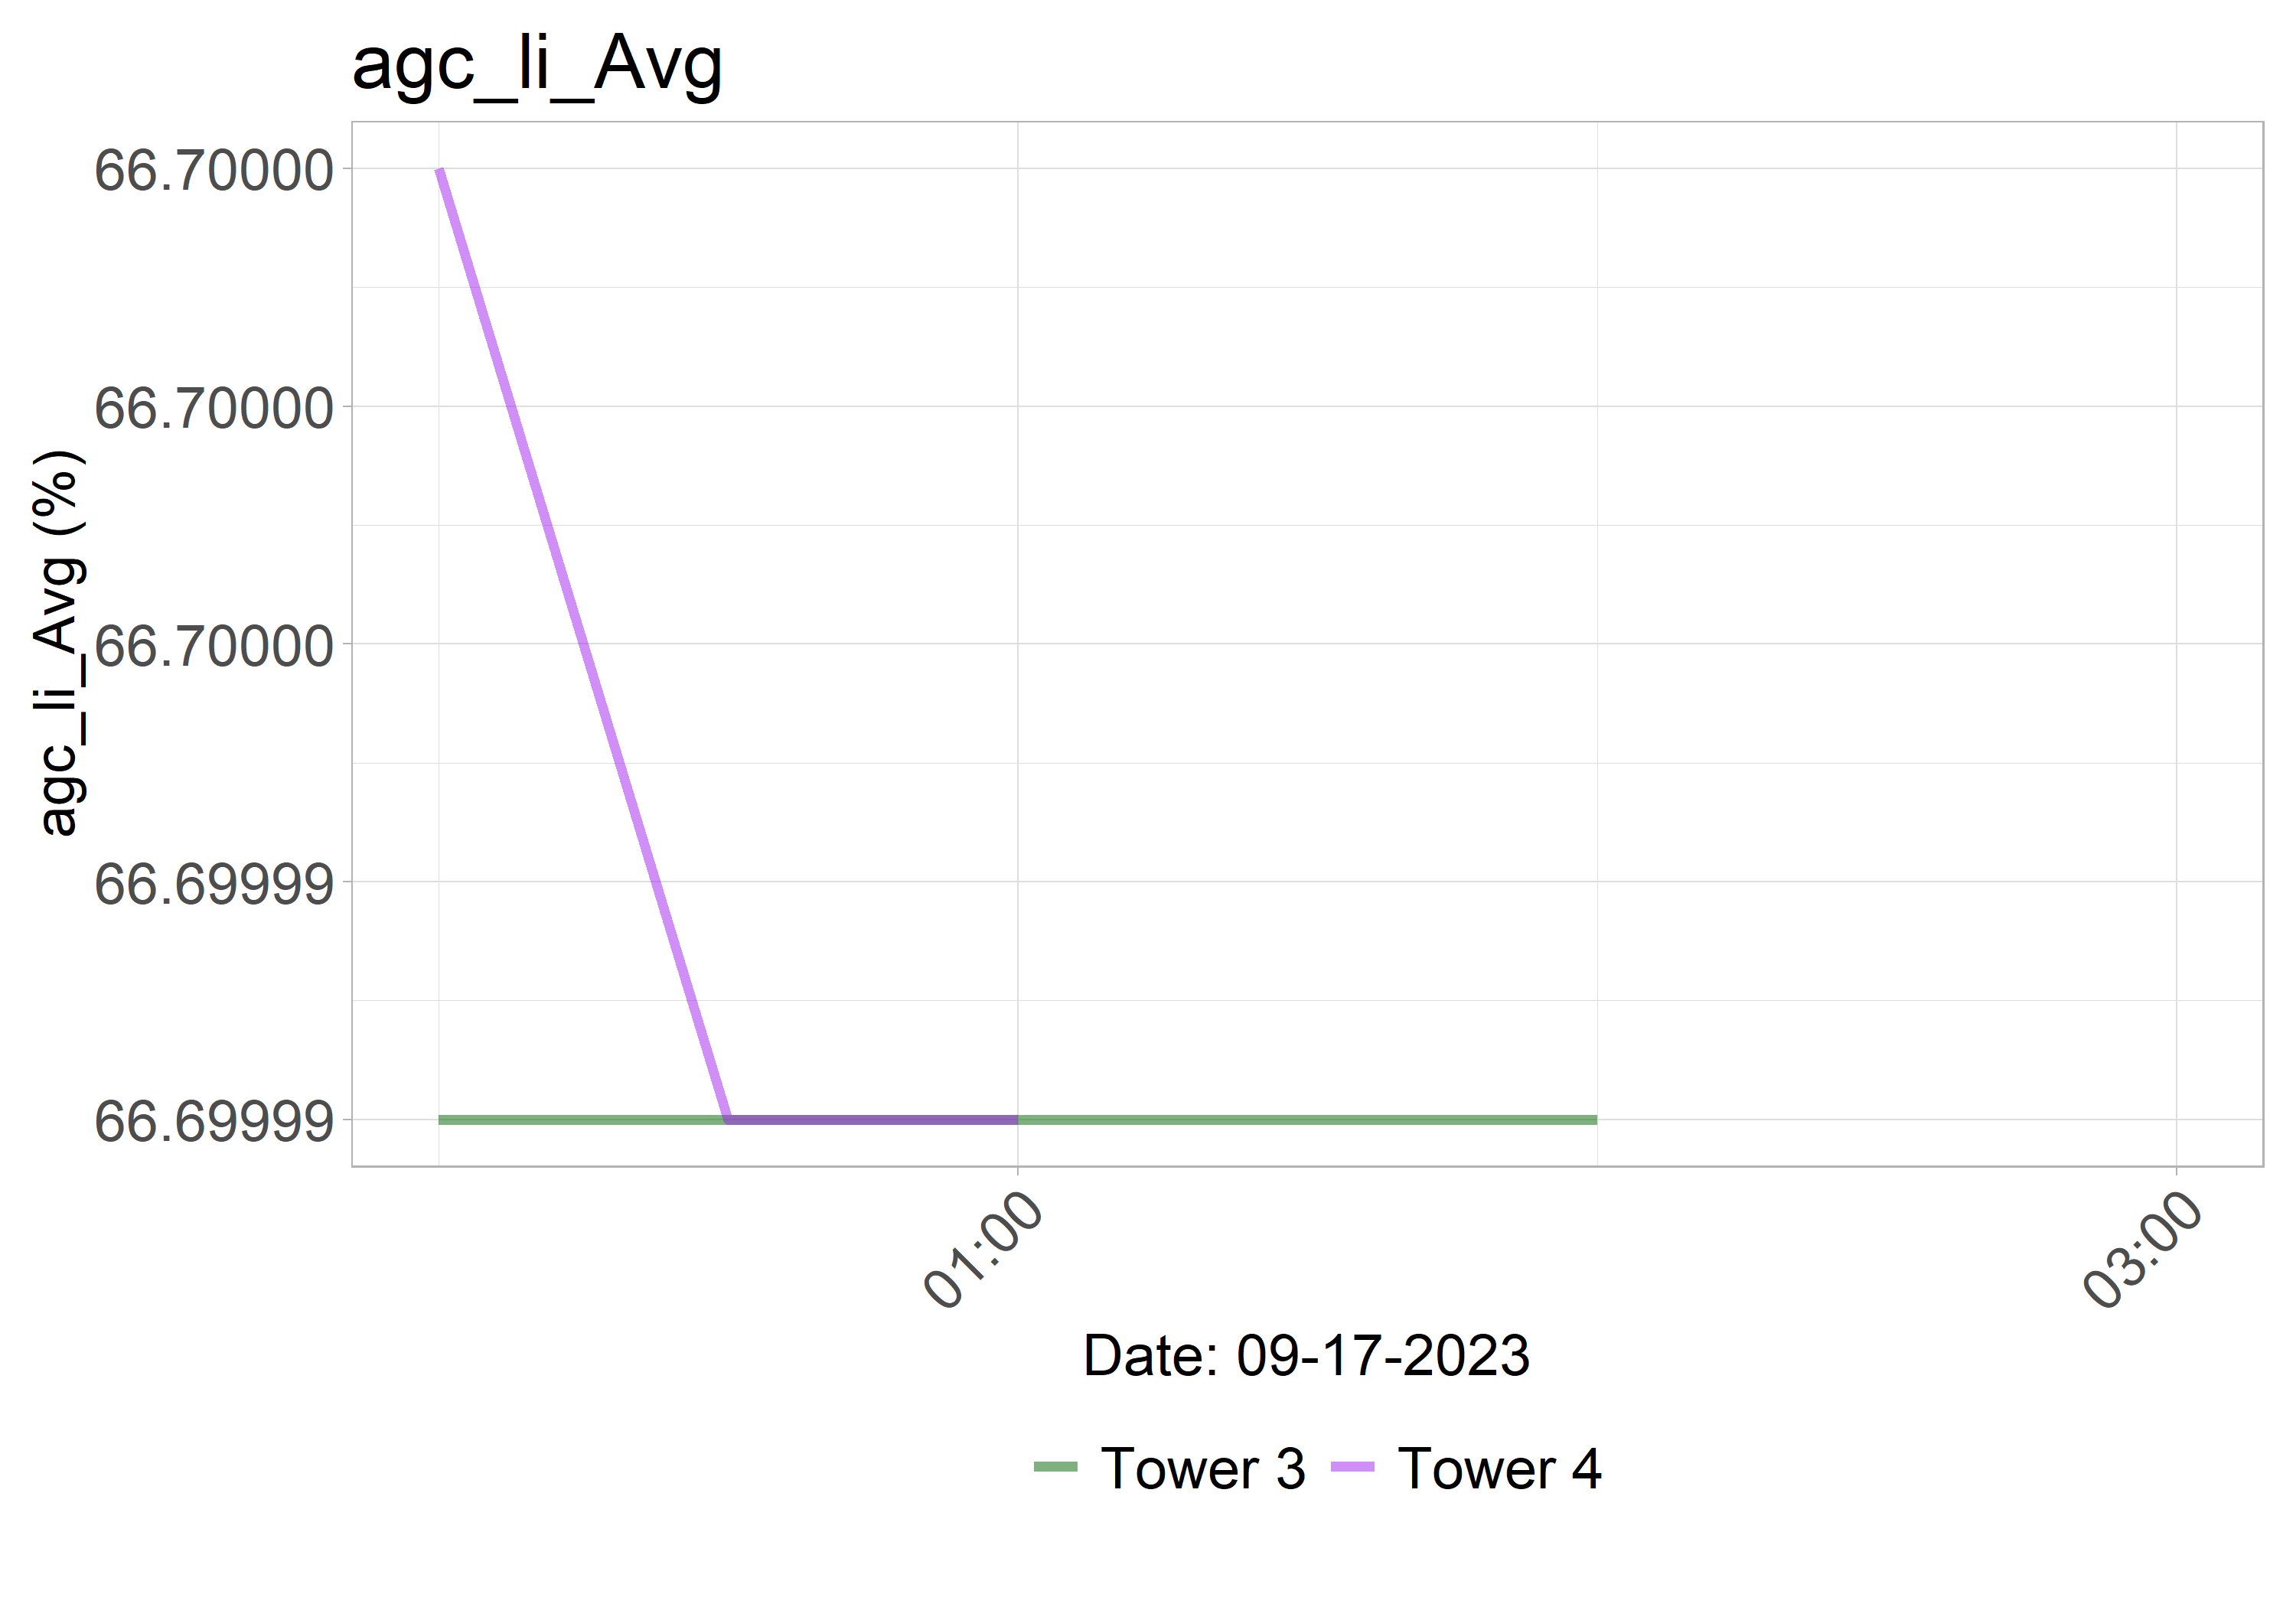 agc_li_Avg
66.70000
66.70000
66.70000
66.69999
66.69999
agc_li_Avg (%)
01:00
03:00
Date: 09-17-2023
Tower 3
Tower 4